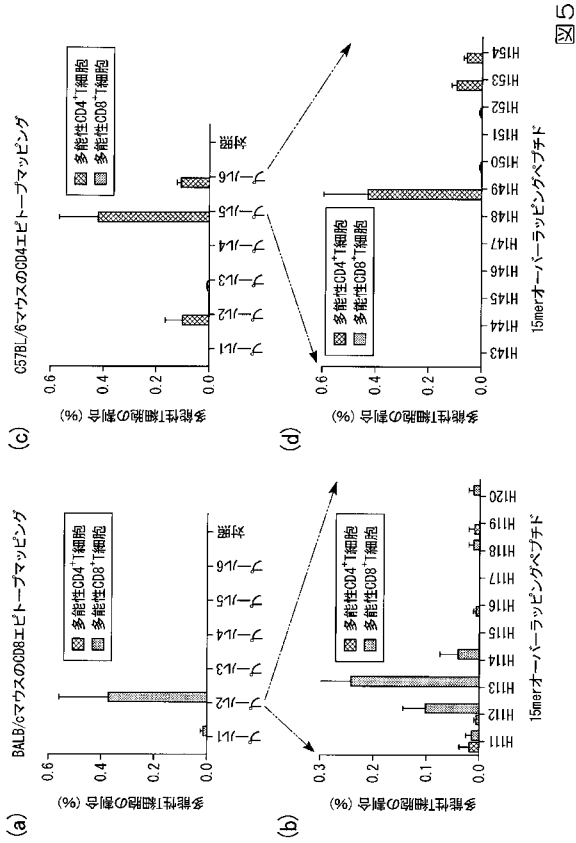 図5
(a)
BALB/cマウスのCD8エピトープマッピング
多能性T細胞の割合 (%)
0.6
0.4
0.2
0.0
多能性CD4⁺T細胞
多能性CD8⁺T細胞
プール1
プール2
プール3
プール4
プール5
プール6
対照
(b)
多能性T細胞の割合 (%)
0.3
0.2
0.1
0.0
多能性CD4⁺T細胞
多能性CD8⁺T細胞
H111
H112
H113
H114
H115
H116
H117
H118
H119
H120
15merオーバーラッピングペプチド
(c)
C57BL/6マウスのCD4エピトープマッピング
多能性T細胞の割合 (%)
0.6
0.4
0.2
0.0
多能性CD4⁺T細胞
多能性CD8⁺T細胞
プール1
プール2
プール3
プール4
プール5
プール6
対照
(d)
多能性T細胞の割合 (%)
0.6
0.4
0.2
0.0
多能性CD4⁺T細胞
多能性CD8⁺T細胞
H143
H144
H145
H146
H147
H148
H149
H150
H151
H152
H153
H154
15merオーバーラッピングペプチド